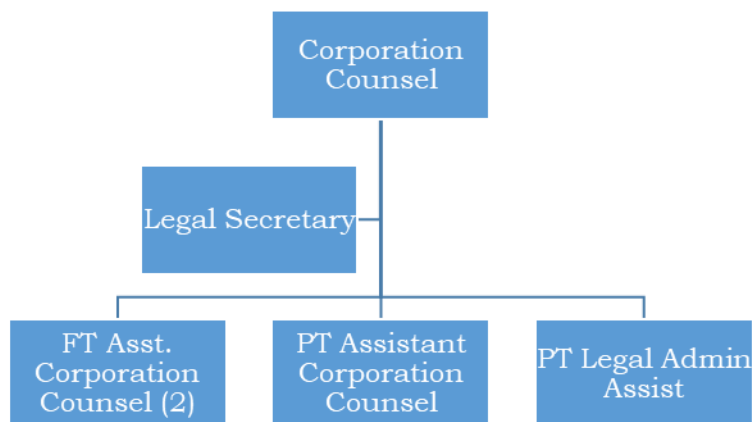 Corporation
Counsel
Legal Secretary
FT Asst.
Corporation
Counsel (2)
PT Assistant
Corporation
Counsel
PT Legal Admin
Assist